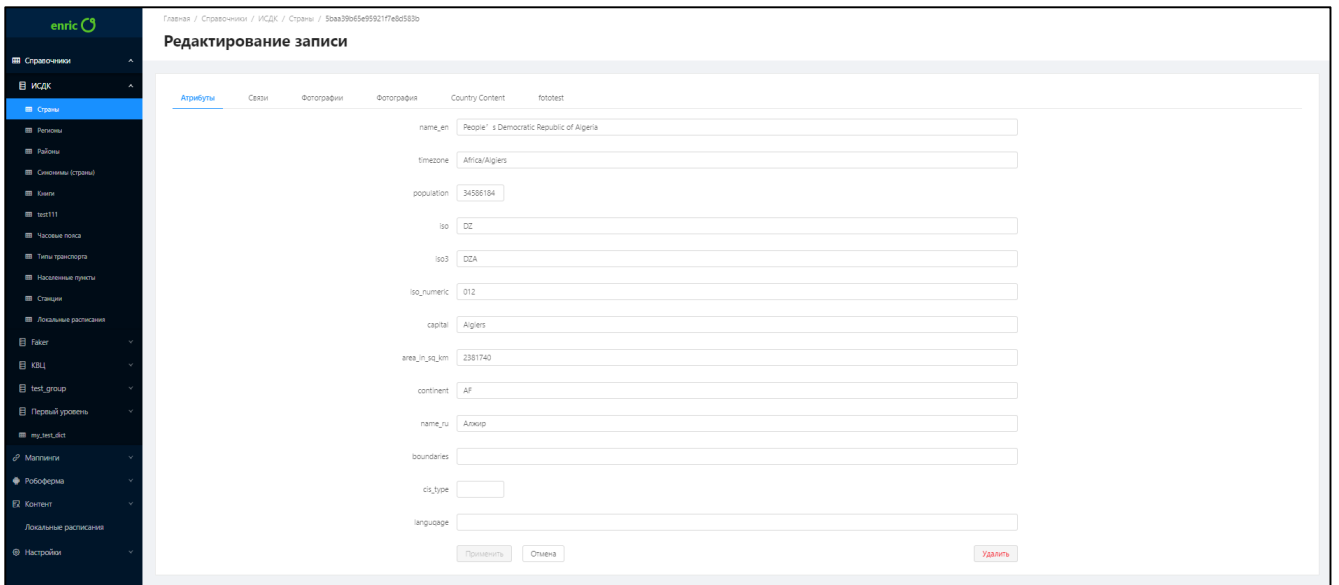 enric
Справочники
ИСДК
Страны
Регионы
Районы
Синонимы (страны)
Книги
test111
Часовые пояса
Типы транспорта
Населенные пункты
Станции
Локальные расписания
Faker
КВЦ
test_group
Первый уровень
my_test_dict
Маппинги
Робоферма
Контент
Локальные расписания
Настройки
Главная / Справочники / ИСДК / Страны / 5baa39b65e95921f7e8d583b
Редактирование записи
Атрибуты Связи Фотографии Фотография Country Content fototest
name_en People’s Democratic Republic of Algeria
timezone Africa/Algiers
population 34586184
iso DZ
iso3 DZA
iso_numeric 012
capital Algiers
area_in_sq_km 2381740
continent AF
name_ru Алжир
boundaries
cis_type
languqage
Применить Отмена Удалить